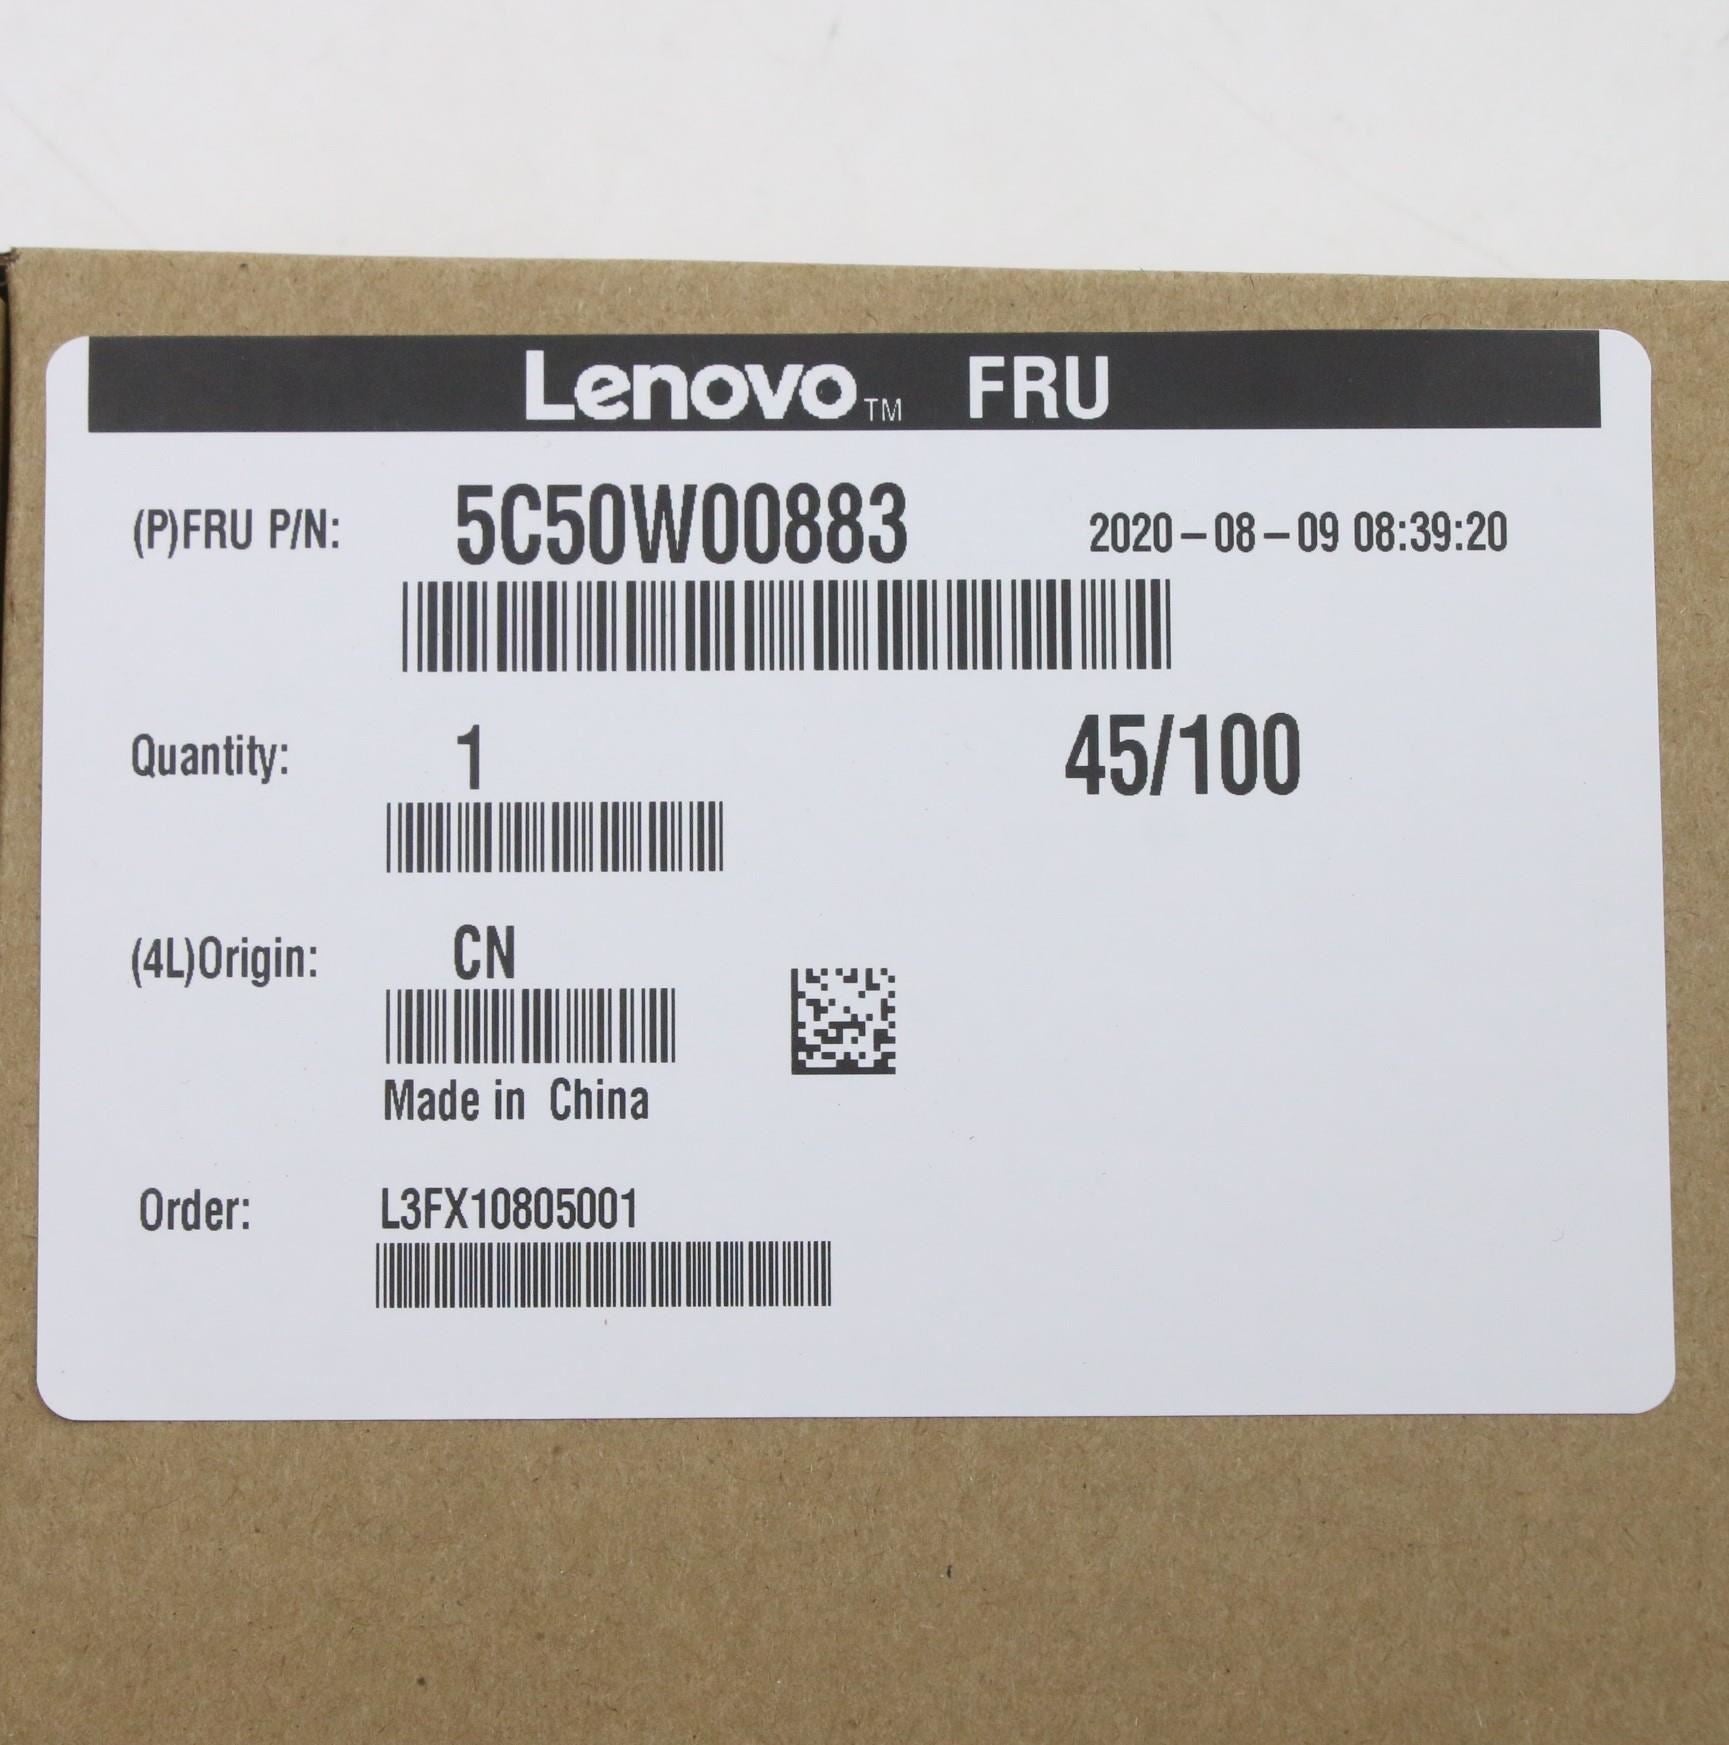 Lenovo™ FRU
(P)FRU P/N: 5C50W00883 2020-08-09 08:39:20
Quantity: 1 45/100
(4L)Origin: CN
Made in China
Order: L3FX10805001